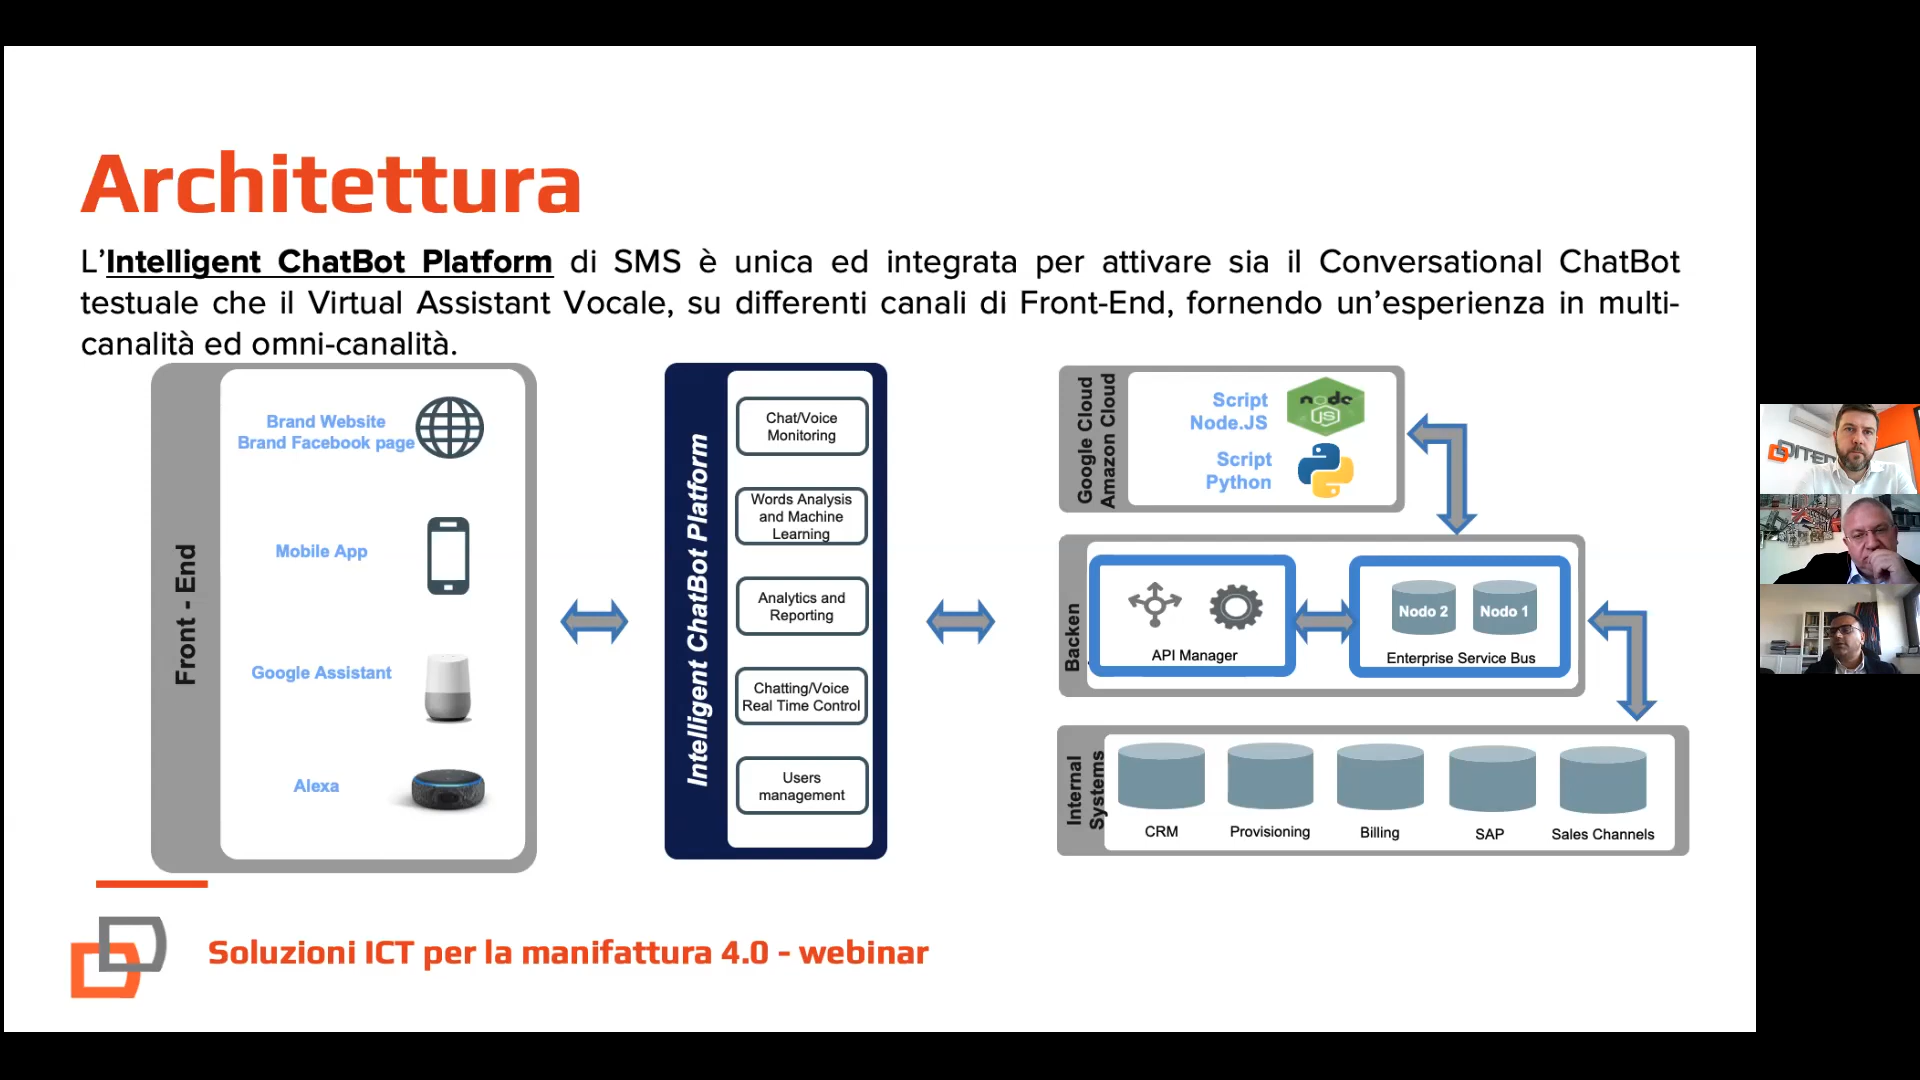 Architettura
L’Intelligent ChatBot Platform di SMS è unica ed integrata per attivare sia il Conversational ChatBot
testuale che il Virtual Assistant Vocale, su differenti canali di Front-End, fornendo un’esperienza in multi-
canalità ed omni-canalità.
Front - End
Brand Website
Brand Facebook page
Mobile App
Google Assistant
Alexa
Intelligent ChatBot Platform
Chat/Voice
Monitoring
Words Analysis
and Machine
Learning
Analytics and
Reporting
Chatting/Voice
Real Time Control
Users
management
Google Cloud
Amazon Cloud
Script
Node.JS
node
JS
Script
Python
Backen
API Manager
Nodo 2
Nodo 1
Enterprise Service Bus
Internal
Systems
CRM
Provisioning
Billing
SAP
Sales Channels
Soluzioni ICT per la manifattura 4.0 - webinar